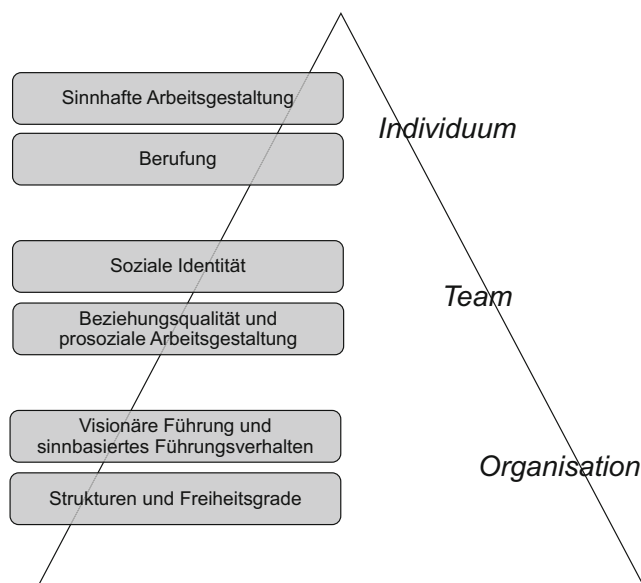 Sinnhafte Arbeitsgestaltung
Individuum
Berufung
Soziale Identität
Team
Beziehungsqualität und
prosoziale Arbeitsgestaltung
Visionäre Führung und
sinnbasiertes Führungsverhalten
Organisation
Strukturen und Freiheitsgrade